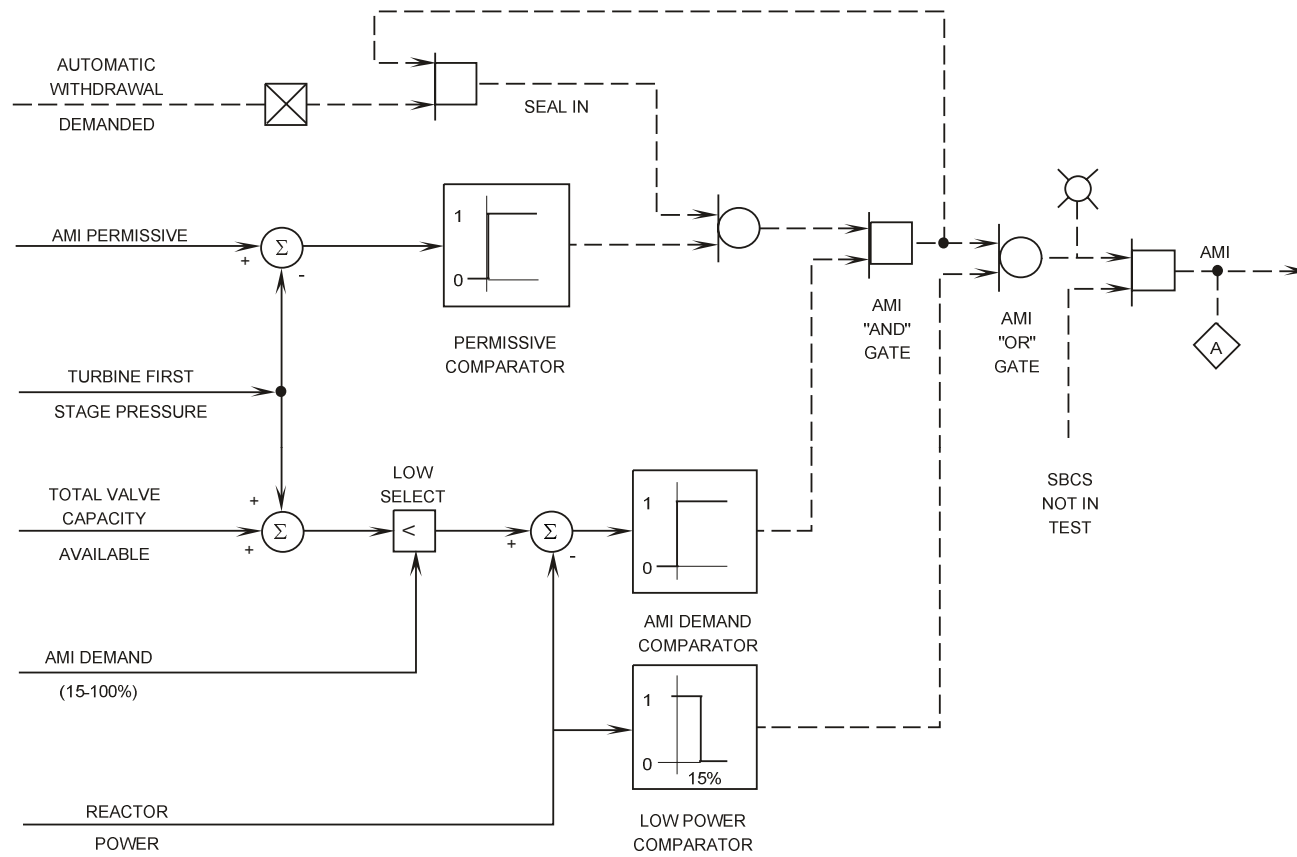 AUTOMATIC
WITHDRAWAL
DEMANDED
SEAL IN
AMI PERMISSIVE
+
Σ
-
1
0
PERMISSIVE
COMPARATOR
AMI
"AND"
GATE
AMI
"OR"
GATE
AMI
A
TURBINE FIRST
STAGE PRESSURE
SBCS
NOT IN
TEST
TOTAL VALVE
CAPACITY
AVAILABLE
+
+
Σ
LOW
SELECT
<
+
Σ
-
1
0
AMI DEMAND
COMPARATOR
AMI DEMAND
(15-100%)
1
0
15%
LOW POWER
COMPARATOR
REACTOR
POWER